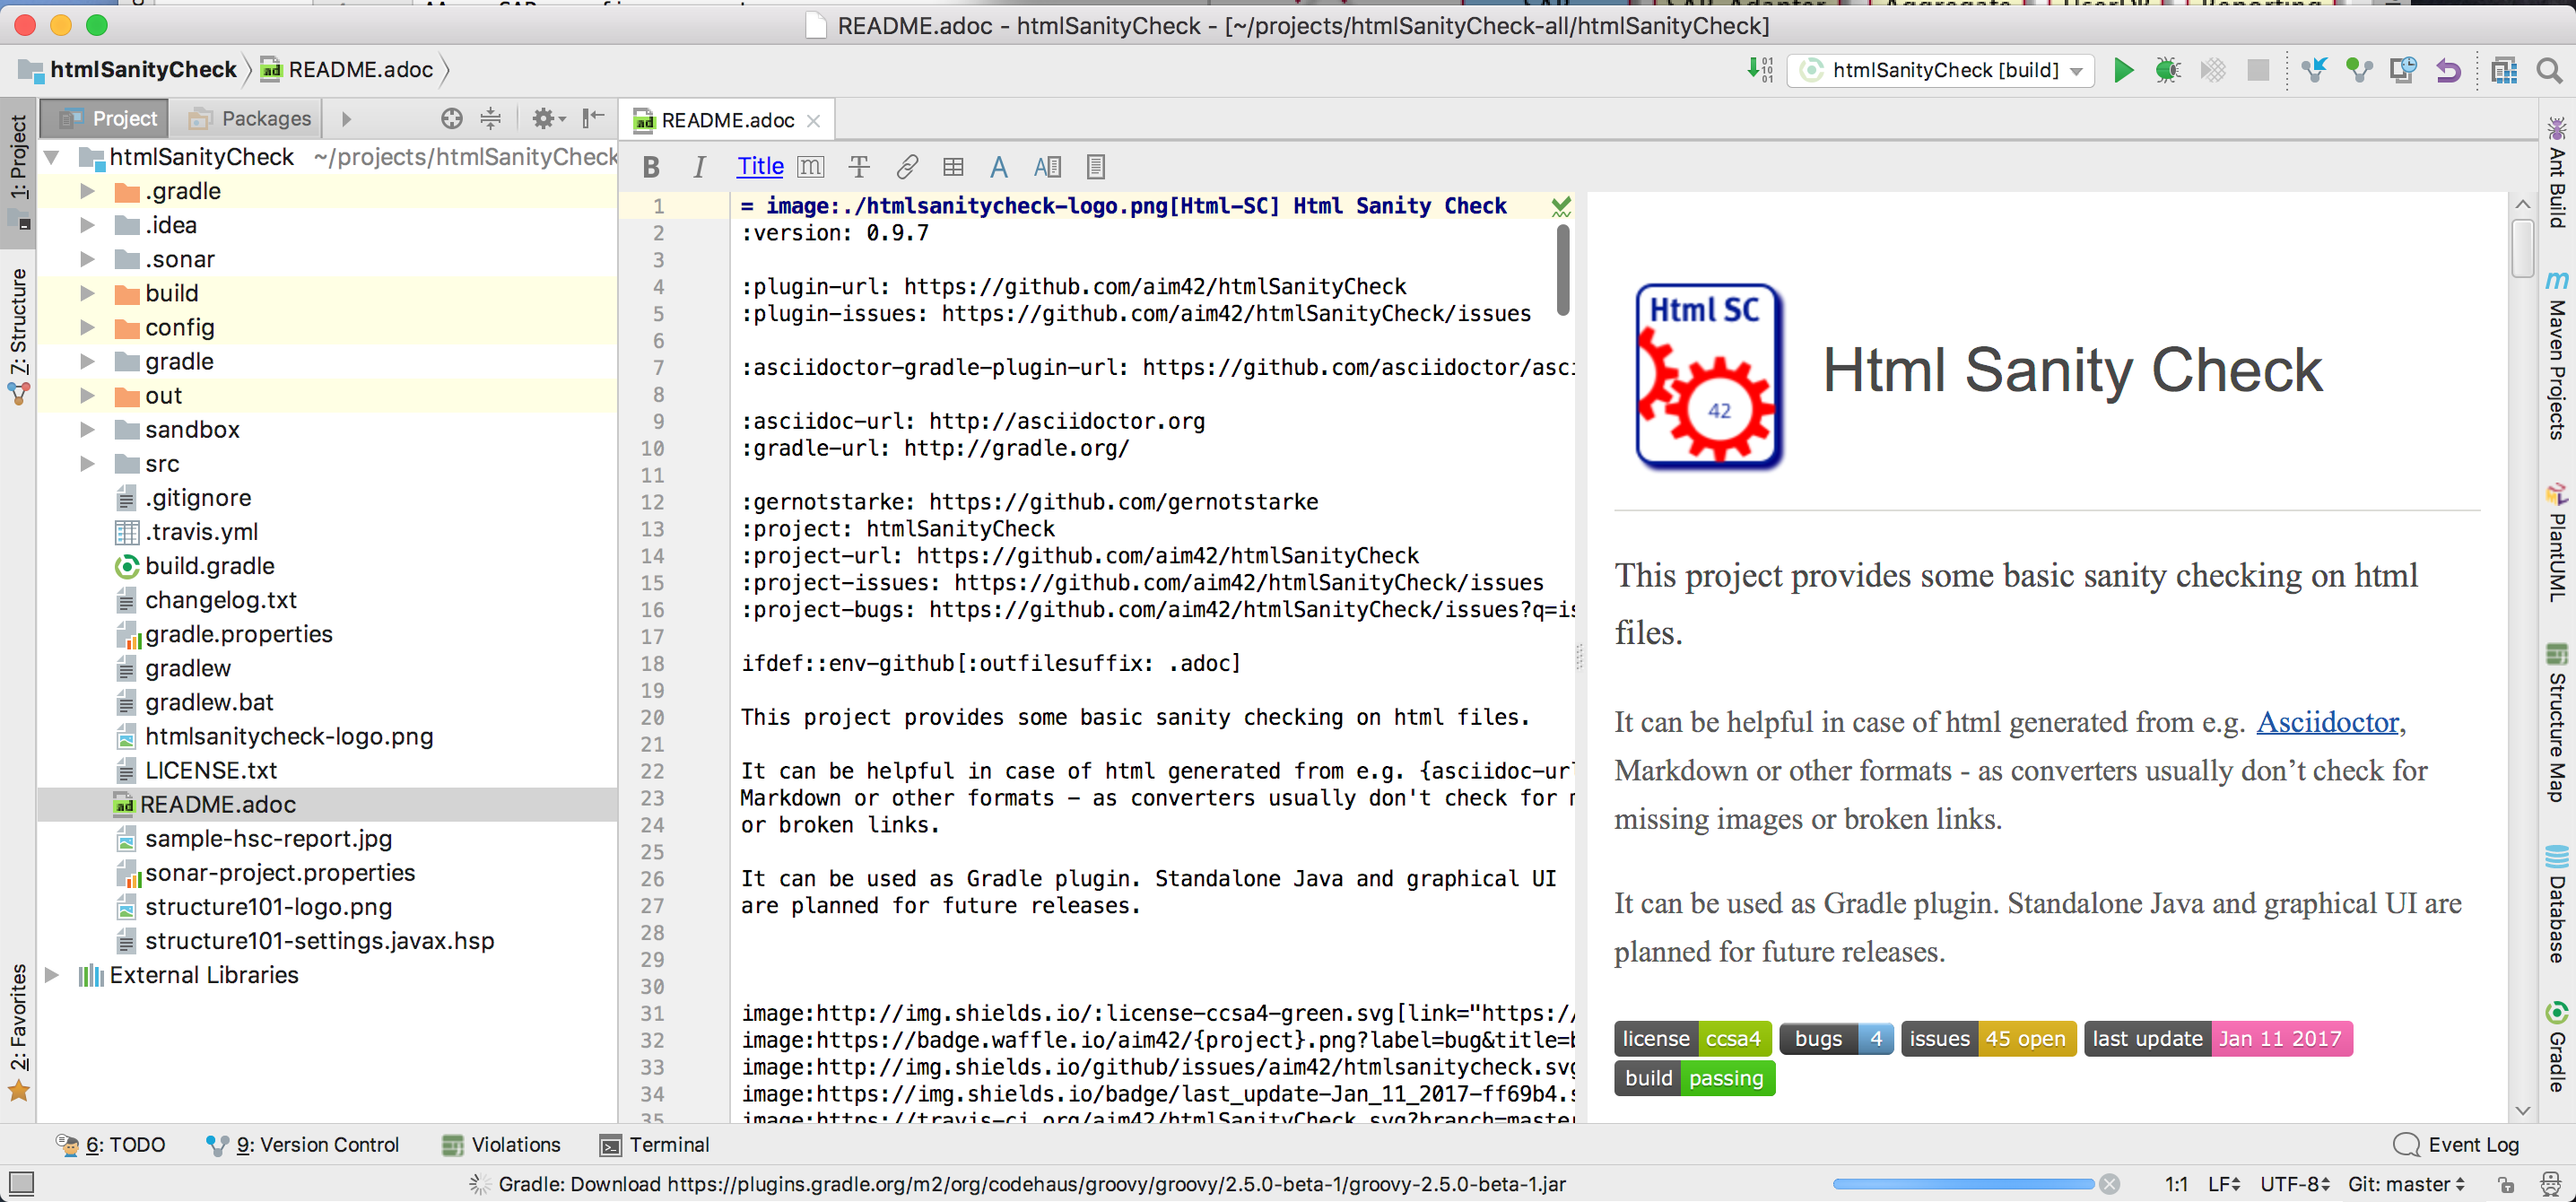 README.adoc - htmlSanityCheck - [~/projects/htmlSanityCheck-all/htmlSanityCheck]
htmlSanityCheck README.adoc
htmlSanityCheck [build]
Project Packages
README.adoc
1: Project
7: Structure
2: Favorites
htmlSanityCheck ~/projects/htmlSanityCheck
.gradle
.idea
.sonar
build
config
gradle
out
sandbox
src
.gitignore
.travis.yml
build.gradle
changelog.txt
gradle.properties
gradlew
gradlew.bat
htmlsanitycheck-logo.png
LICENSE.txt
README.adoc
sample-hsc-report.jpg
sonar-project.properties
structure101-logo.png
structure101-settings.javax.hsp
External Libraries
B I Title m T A A
1 = image:./htmlsanitycheck-logo.png[Html-SC] Html Sanity Check
2 :version: 0.9.7
3
4 :plugin-url: https://github.com/aim42/htmlSanityCheck
5 :plugin-issues: https://github.com/aim42/htmlSanityCheck/issues
6
7 :asciidoctor-gradle-plugin-url: https://github.com/asciidoctor/asci
8
9 :asciidoc-url: http://asciidoctor.org
10 :gradle-url: http://gradle.org/
11
12 :gernotstarke: https://github.com/gernotstarke
13 :project: htmlSanityCheck
14 :project-url: https://github.com/aim42/htmlSanityCheck
15 :project-issues: https://github.com/aim42/htmlSanityCheck/issues
16 :project-bugs: https://github.com/aim42/htmlSanityCheck/issues?q=is
17
18 ifdef::env-github[:outfilesuffix: .adoc]
19
20 This project provides some basic sanity checking on html files.
21
22 It can be helpful in case of html generated from e.g. {asciidoc-url
23 Markdown or other formats - as converters usually don't check for m
24 or broken links.
25
26 It can be used as Gradle plugin. Standalone Java and graphical UI
27 are planned for future releases.
28
29
30
31 image:http://img.shields.io/:license-ccsa4-green.svg[link="https:/
32 image:https://badge.waffle.io/aim42/{project}.png?label=bug&title=b
33 image:https://img.shields.io/github/issues/aim42/htmlsanitycheck.svg
34 image:https://img.shields.io/badge/last_update-Jan_11_2017-ff69b4.s
35 image:https://travis-ci.org/aim42/htmlSanityCheck.svg?branch=master
Html SC
42
Html Sanity Check
This project provides some basic sanity checking on html
files.
It can be helpful in case of html generated from e.g. Asciidoctor,
Markdown or other formats - as converters usually don’t check for
missing images or broken links.
It can be used as Gradle plugin. Standalone Java and graphical UI are
planned for future releases.
license ccsa4 bugs 4 issues 45 open last update Jan 11 2017
build passing
Ant Build
Maven Projects
PlantUML
Structure Map
Database
Gradle
6: TODO 9: Version Control Violations Terminal Event Log
Gradle: Download https://plugins.gradle.org/m2/org/codehaus/groovy/groovy/2.5.0-beta-1/groovy-2.5.0-beta-1.jar 1:1 LF UTF-8 Git: master